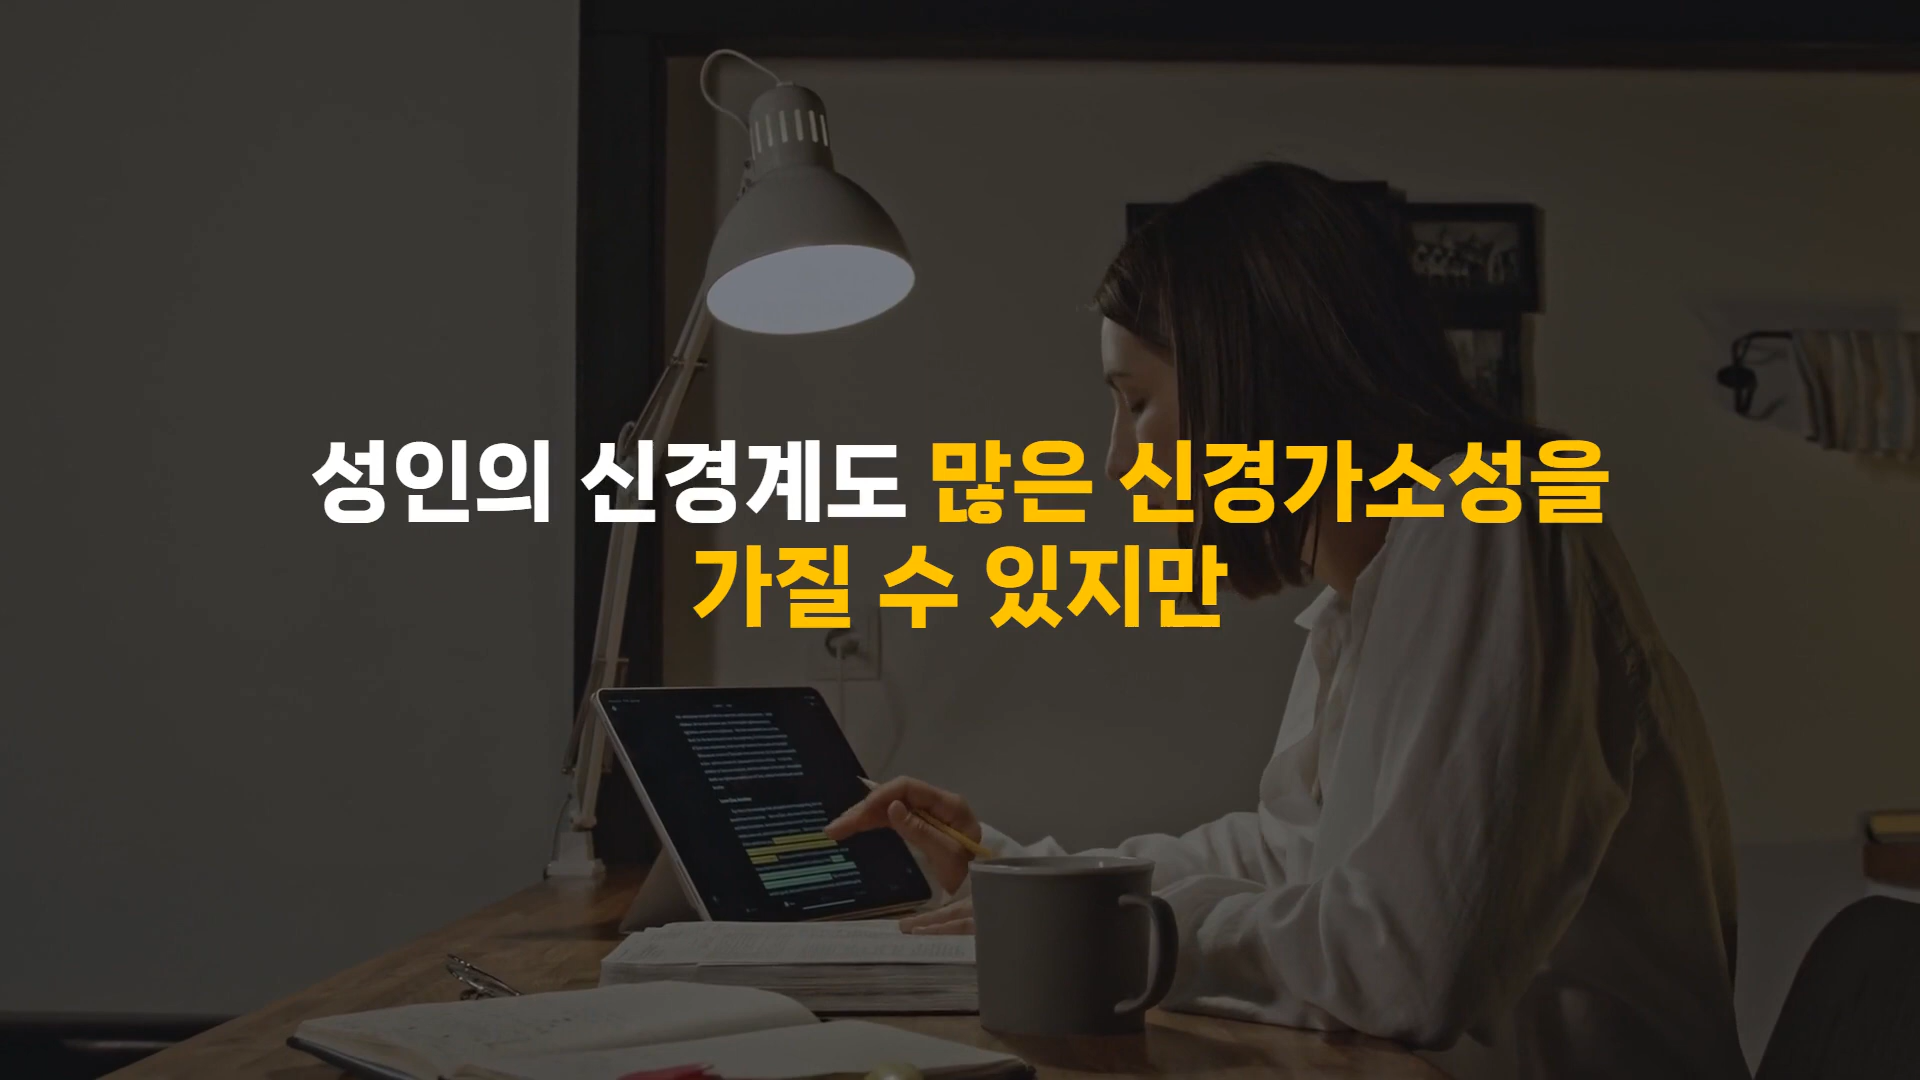 성인의 신경계도 많은 신경가소성을
가질 수 있지만